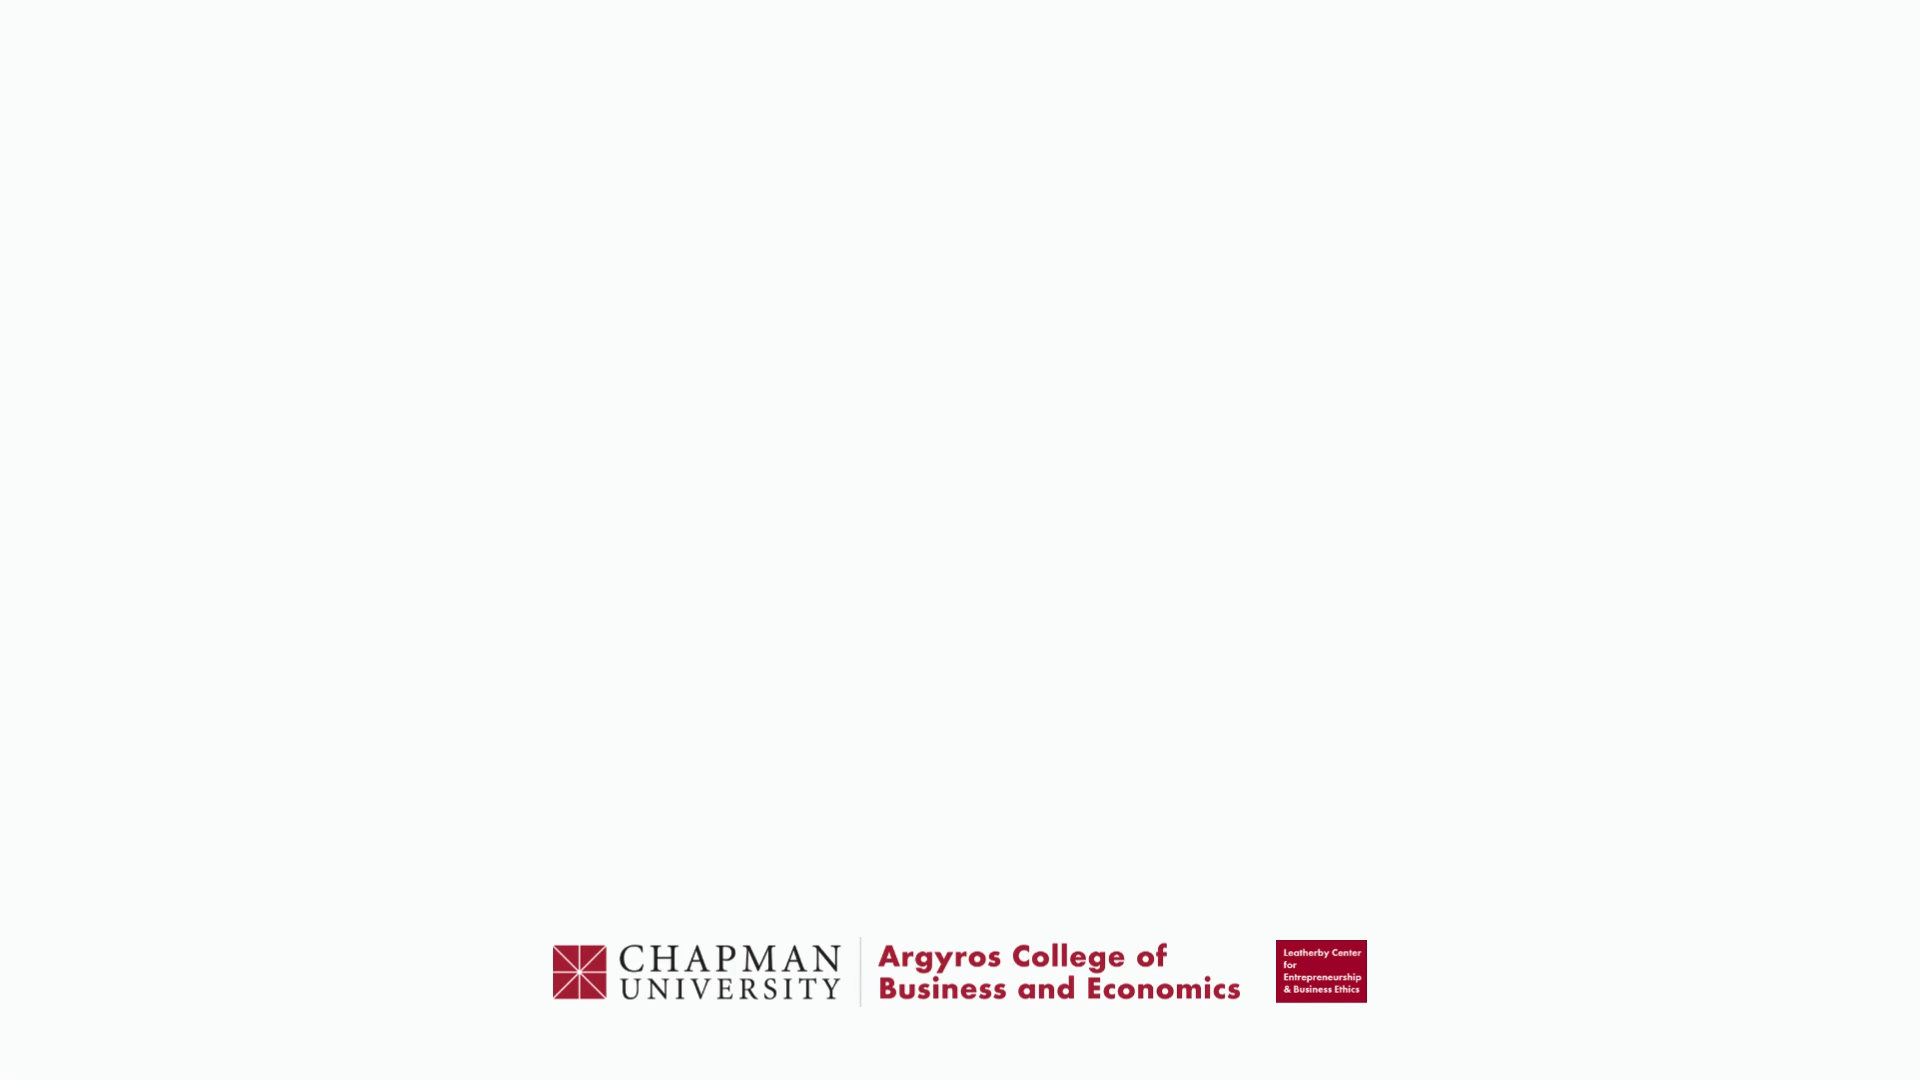 CHAPMAN
UNIVERSITY
Argyros College of
Business and Economics
Leatherby Center
for
Entrepreneurship
& Business Ethics